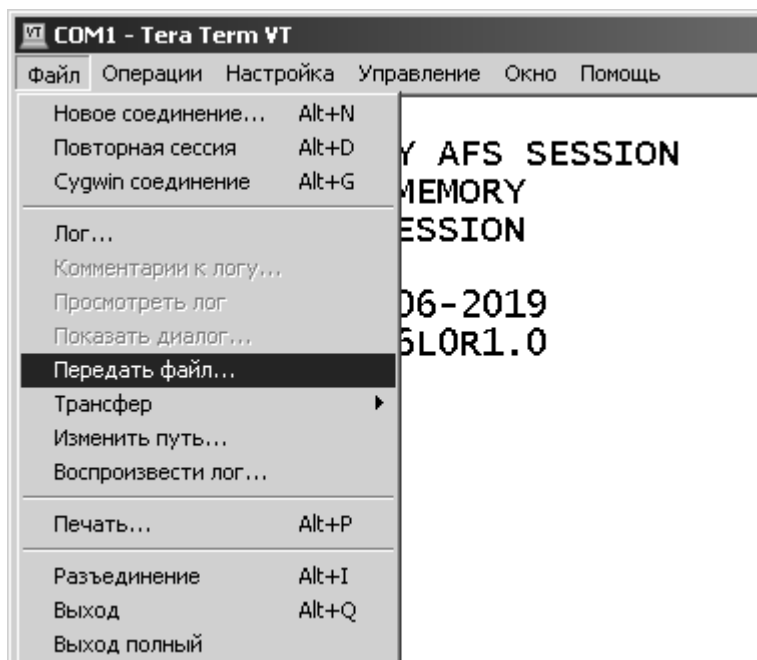 COM1 - Tera Term VT
Файл Операции Настройка Управление Окно Помощь
Новое соединение... Alt+N
Повторная сессия Alt+D
Cygwin соединение Alt+G
Лог...
Комментарии к логу...
Просмотреть лог
Показать диалог...
Передать файл...
Трансфер
Изменить путь...
Воспроизвести лог...
Печать... Alt+P
Разъединение Alt+I
Выход Alt+Q
Выход полный
Y AFS SESSION
MEMORY
ESSION
06-2019
6L0R1.0